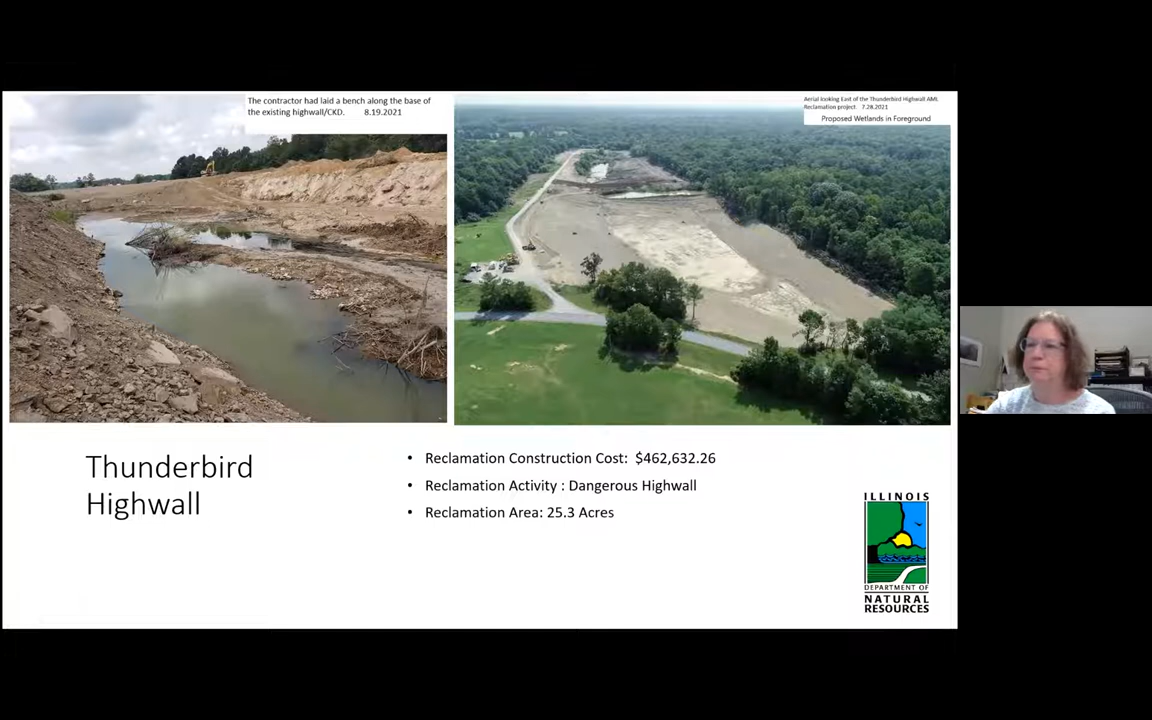 The contractor had laid a bench along the base of
the existing highwall/CKD. 8.19.2021
Aerial looking East of the Thunderbird Highwall AML
Reclamation project. 7.28.2021
Proposed Wetlands in Foreground
Thunderbird
Highwall
• Reclamation Construction Cost: $462,632.26
• Reclamation Activity : Dangerous Highwall
• Reclamation Area: 25.3 Acres
ILLINOIS
DEPARTMENT OF
NATURAL
RESOURCES